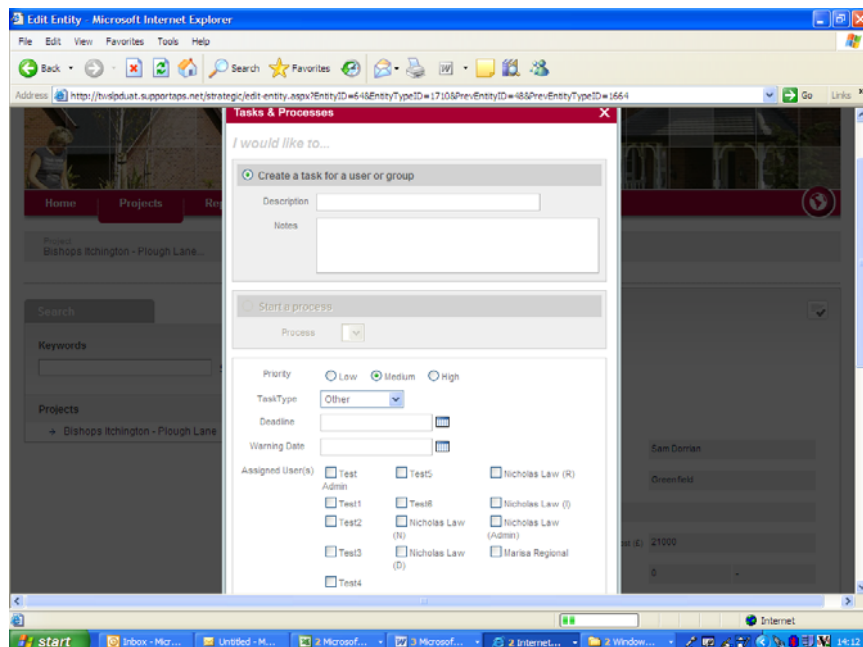 Edit Entity - Microsoft Internet Explorer
File Edit View Favorites Tools Help
Back Search Favorites
Address http://twslpduat.supportaps.net/strategic/edit-entity.aspx?EntityID=64&EntityTypeID=1710&PrevEntityID=48&PrevEntityTypeID=1664 Go Links
Tasks & Processes X
I would like to...
Create a task for a user or group
Home Projects Re
Description
Notes
Project
Bishops Itchington - Plough Lane...
Search
Start a process
Process
Keywords
Priority Low Medium High
TaskType Other
Projects
Deadline
Bishops Itchington - Plough Lane
Warning Date
Sam Dorrian
Assigned User(s) Test Admin Test5 Nicholas Law (R)
Greenfield
Test1 Test6 Nicholas Law (I)
Test2 Nicholas Law (N) Nicholas Law (Admin)
ost (£) 21000
Test3 Nicholas Law (D) Marisa Regional
0 -
Test4
Internet
start Inbox - Mcr... Untitled - M... 2 Microsof... 3 Microsof... 2 Internet... 2 Window... 14:12